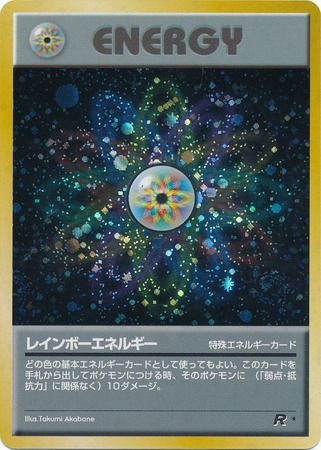 ENERGY
レインボーエネルギー 特殊エネルギーカード
どの色の基本エネルギーカードとして使ってもよい。このカードを
手札から出してポケモンにつける時、そのポケモンに(「弱点・抵
抗力」に関係なく)10ダメージ。
Illus.Takumi Akabane
R ★